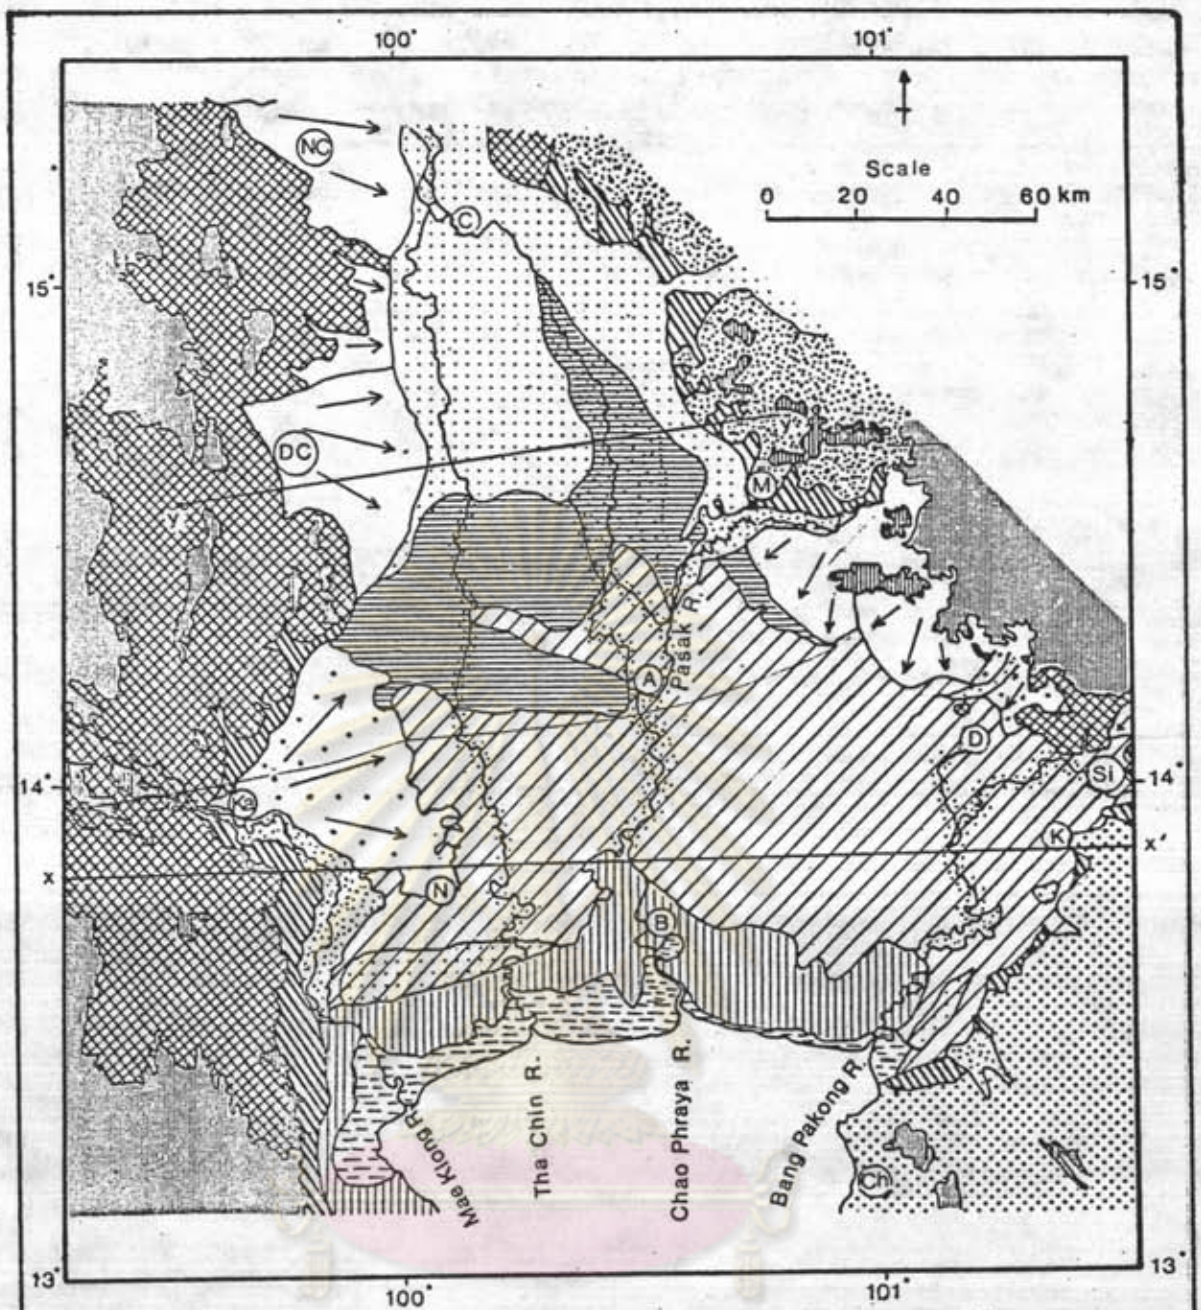 100°
101°
NC
Scale
0 20 40 60 km
C
15°
15°
DC
M
Y
Pasak R.
A
D
Si
14°
14°
Ka
K
x
x'
N
B
Mae Klong R.
Tha Chin R.
Chao Phraya R.
Bang Pakong R.
Ch
13°
13°
100°
101°